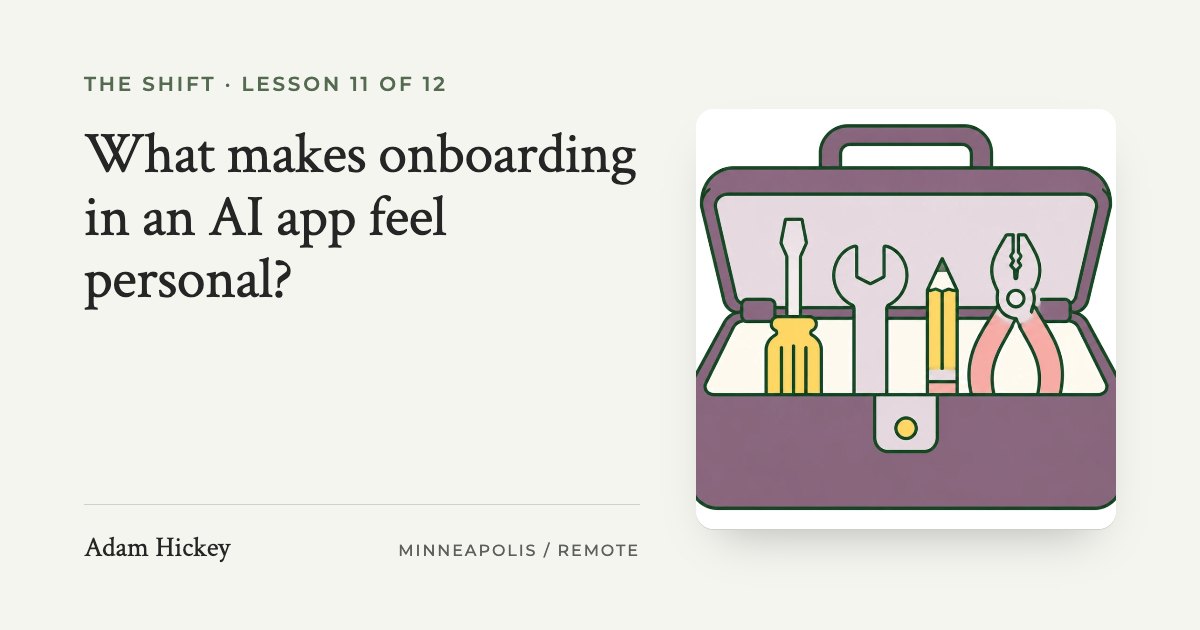 THE SHIFT · LESSON 11 OF 12
What makes onboarding
in an AI app feel
personal?
Adam Hickey
MINNEAPOLIS / REMOTE